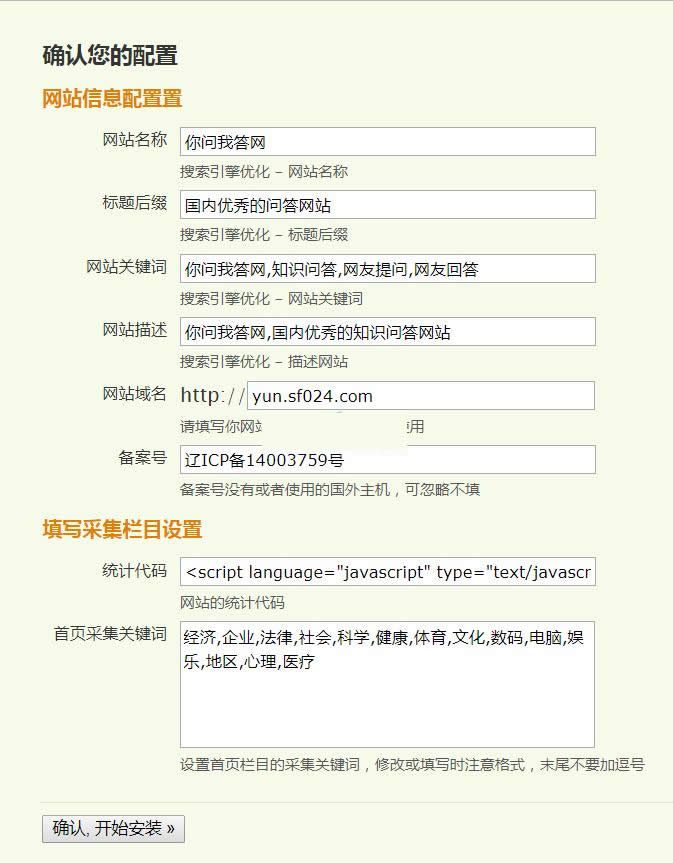 确认您的配置
网站信息配置置
网站名称 你问我答网
搜索引擎优化 – 网站名称
标题后缀 国内优秀的问答网站
搜索引擎优化 – 标题后缀
网站关键词 你问我答网,知识问答,网友提问,网友回答
搜索引擎优化 – 网站关键词
网站描述 你问我答网,国内优秀的知识问答网站
搜索引擎优化 – 描述网站
网站域名 http:// yun.sf024.com
请填写你网站 用
备案号 辽ICP备14003759号
备案号没有或者使用的国外主机，可忽略不填
填写采集栏目设置
统计代码 <script language="javascript" type="text/javascr
网站的统计代码
首页采集关键词 经济,企业,法律,社会,科学,健康,体育,文化,数码,电脑,娱
乐,地区,心理,医疗
设置首页栏目的采集关键词，修改或填写时注意格式，末尾不要加逗号
确认, 开始安装 »